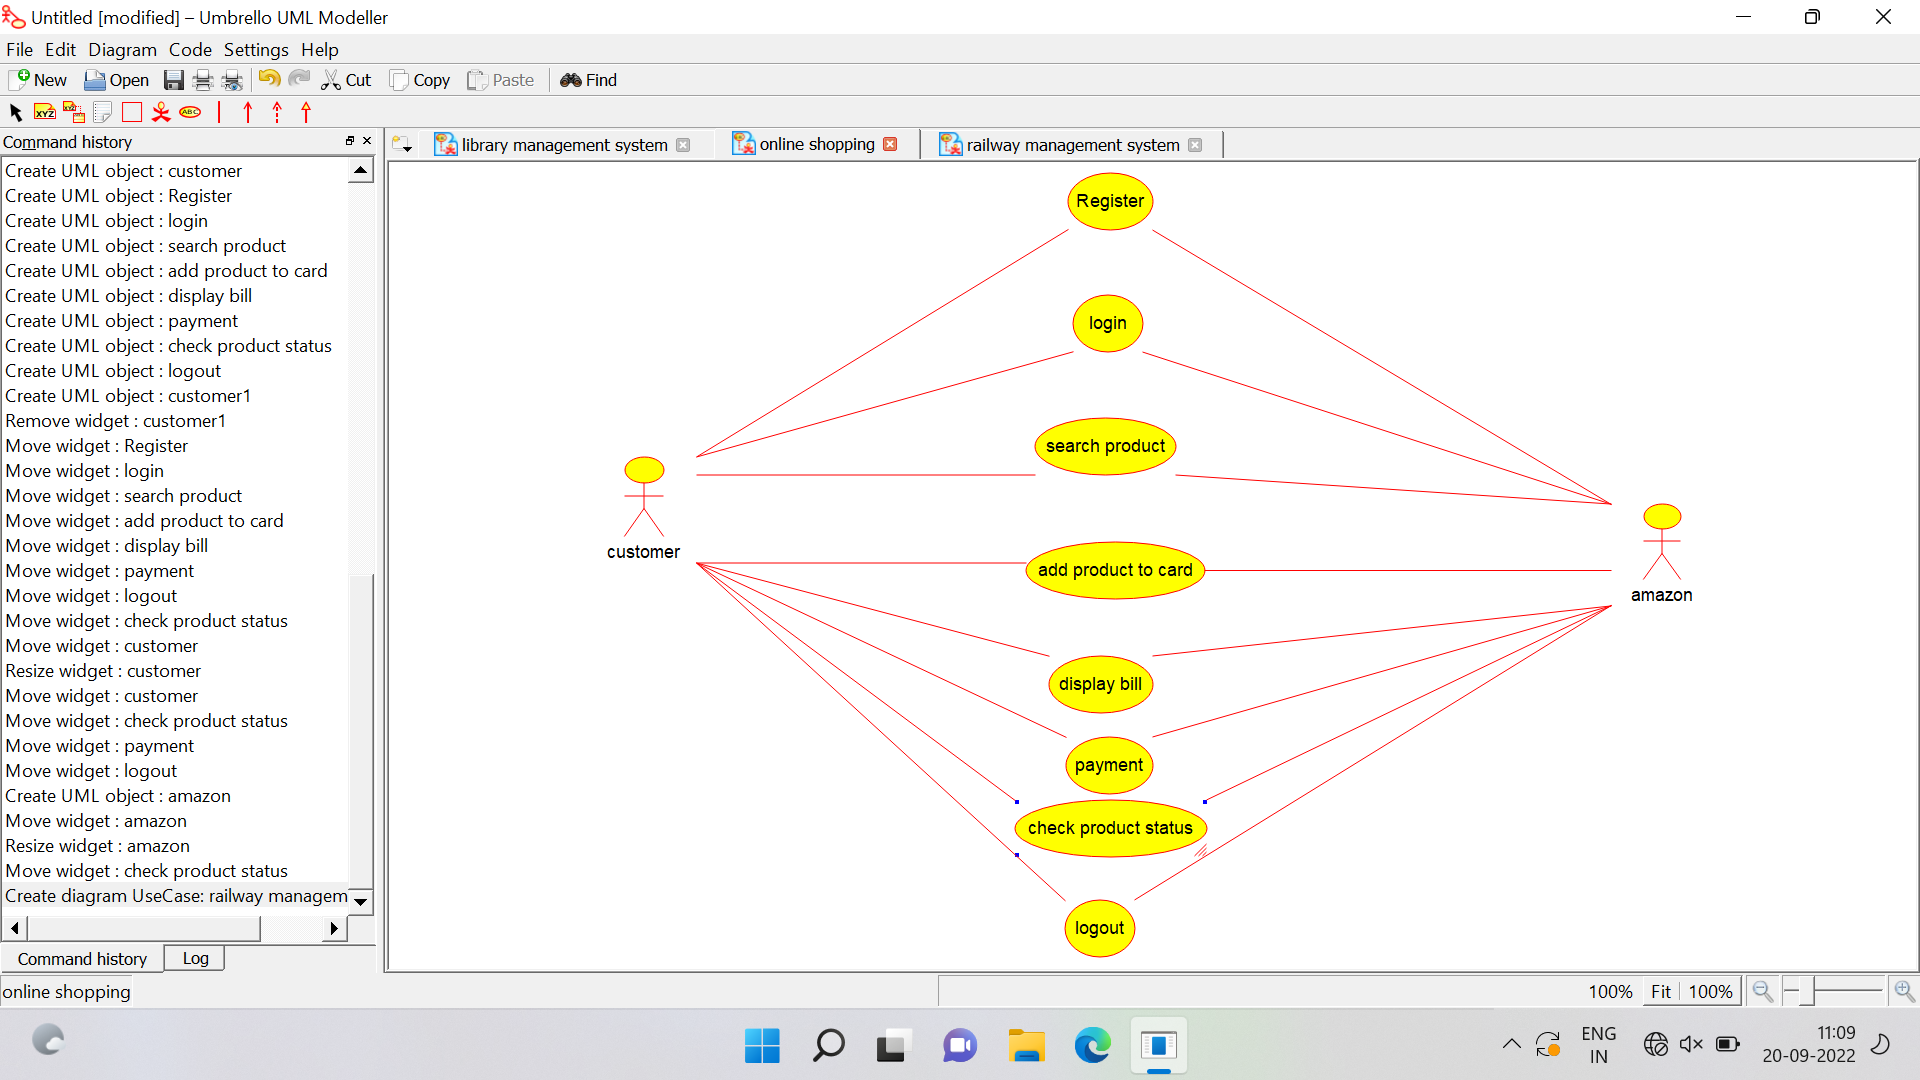 Untitled [modified] – Umbrello UML Modeller
File Edit Diagram Code Settings Help
New Open Cut Copy Paste Find
XYZ XYZ ABC
Command history
library management system
online shopping
railway management system
Create UML object : customer
Create UML object : Register
Create UML object : login
Create UML object : search product
Create UML object : add product to card
Create UML object : display bill
Create UML object : payment
Create UML object : check product status
Create UML object : logout
Create UML object : customer1
Remove widget : customer1
Move widget : Register
Move widget : login
Move widget : search product
Move widget : add product to card
Move widget : display bill
Move widget : payment
Move widget : logout
Move widget : check product status
Move widget : customer
Resize widget : customer
Move widget : customer
Move widget : check product status
Move widget : payment
Move widget : logout
Create UML object : amazon
Move widget : amazon
Resize widget : amazon
Move widget : check product status
Create diagram UseCase: railway managem
Command history
Log
Register
login
search product
customer
add product to card
amazon
display bill
payment
check product status
logout
online shopping
100% Fit 100%
ENG
IN
11:09
20-09-2022